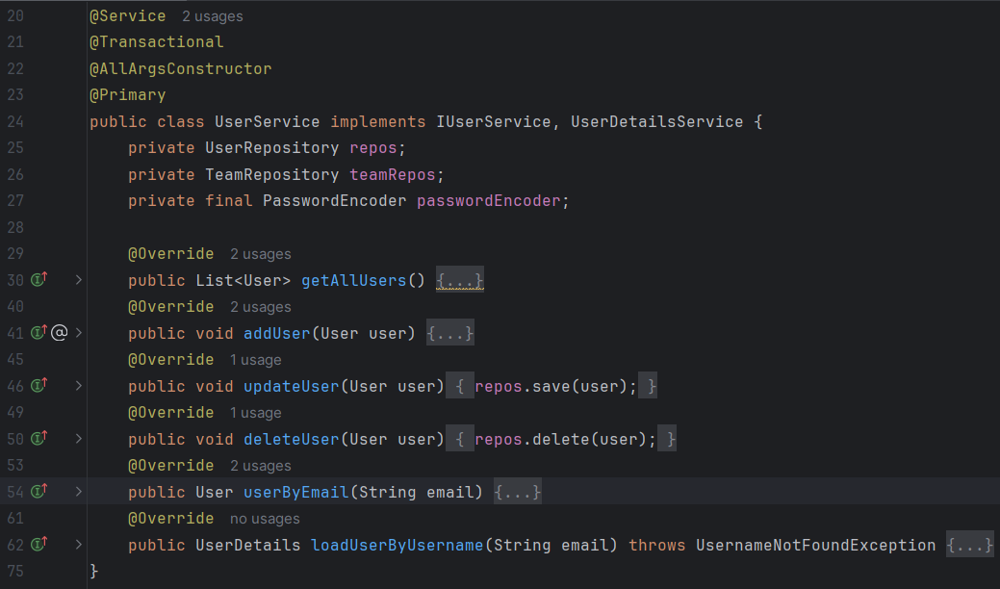 20 @Service 2 usages
21 @Transactional
22 @AllArgsConstructor
23 @Primary
24 public class UserService implements IUserService, UserDetailsService {
25 private UserRepository repos;
26 private TeamRepository teamRepos;
27 private final PasswordEncoder passwordEncoder;
28
29 @Override 2 usages
30 public List<User> getAllUsers() {...}
40 @Override 2 usages
41 @ public void addUser(User user) {...}
45 @Override 1 usage
46 public void updateUser(User user) { repos.save(user); }
49 @Override 1 usage
50 public void deleteUser(User user) { repos.delete(user); }
53 @Override 2 usages
54 public User userByEmail(String email) {...}
61 @Override no usages
62 public UserDetails loadUserByUsername(String email) throws UsernameNotFoundException {...}
75 }